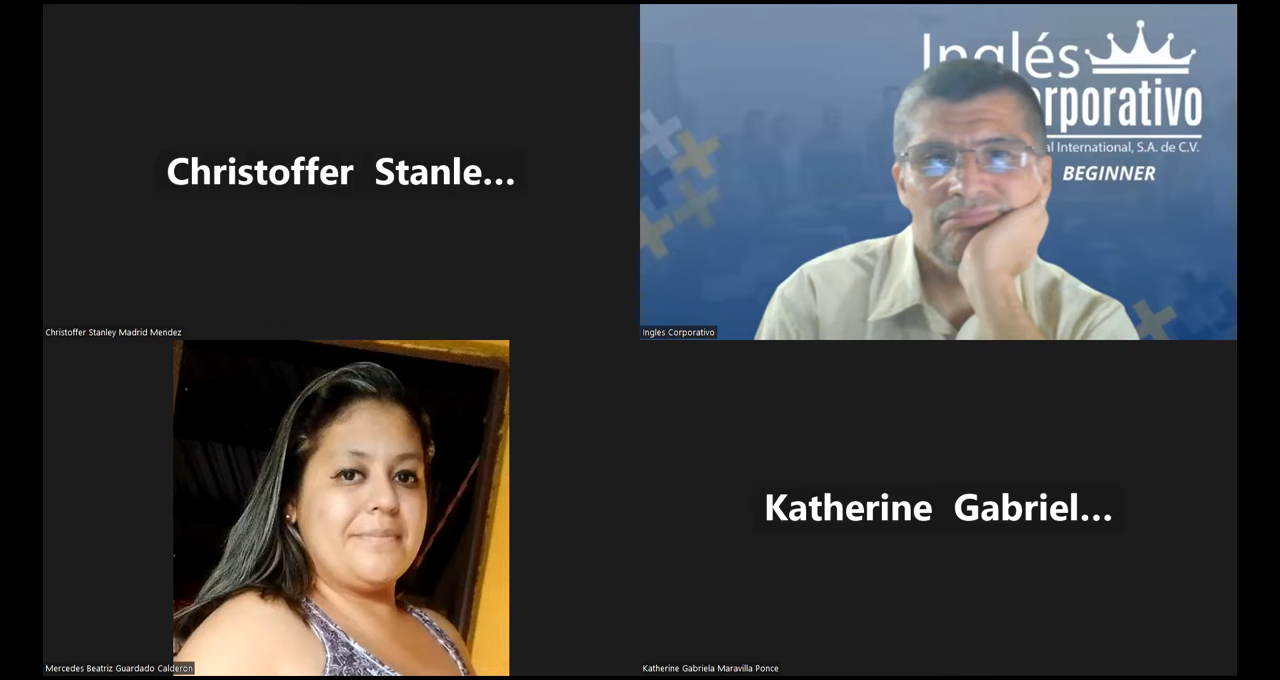 Christoffer Stanle...
Christoffer Stanley Madrid Mendez
Inglés
rporativo
al International, S.A. de C.V.
BEGINNER
Ingles Corporativo
Mercedes Beatriz Guardado Calderon
Katherine Gabriel...
Katherine Gabriela Maravilla Ponce